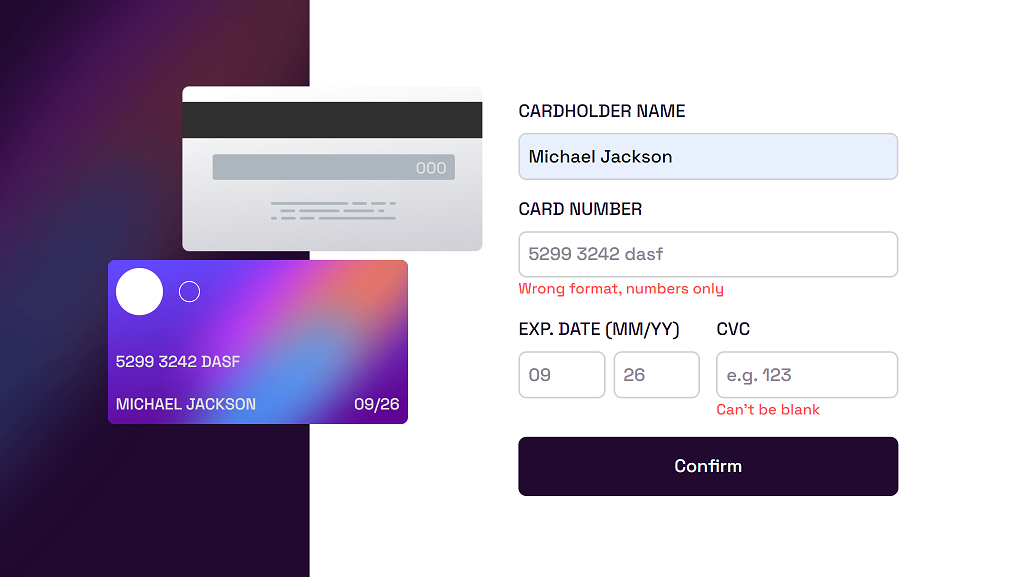 000
5299 3242 DASF
MICHAEL JACKSON 09/26
CARDHOLDER NAME
Michael Jackson
CARD NUMBER
5299 3242 dasf
Wrong format, numbers only
EXP. DATE (MM/YY) CVC
09 26 e.g. 123
Can't be blank
Confirm